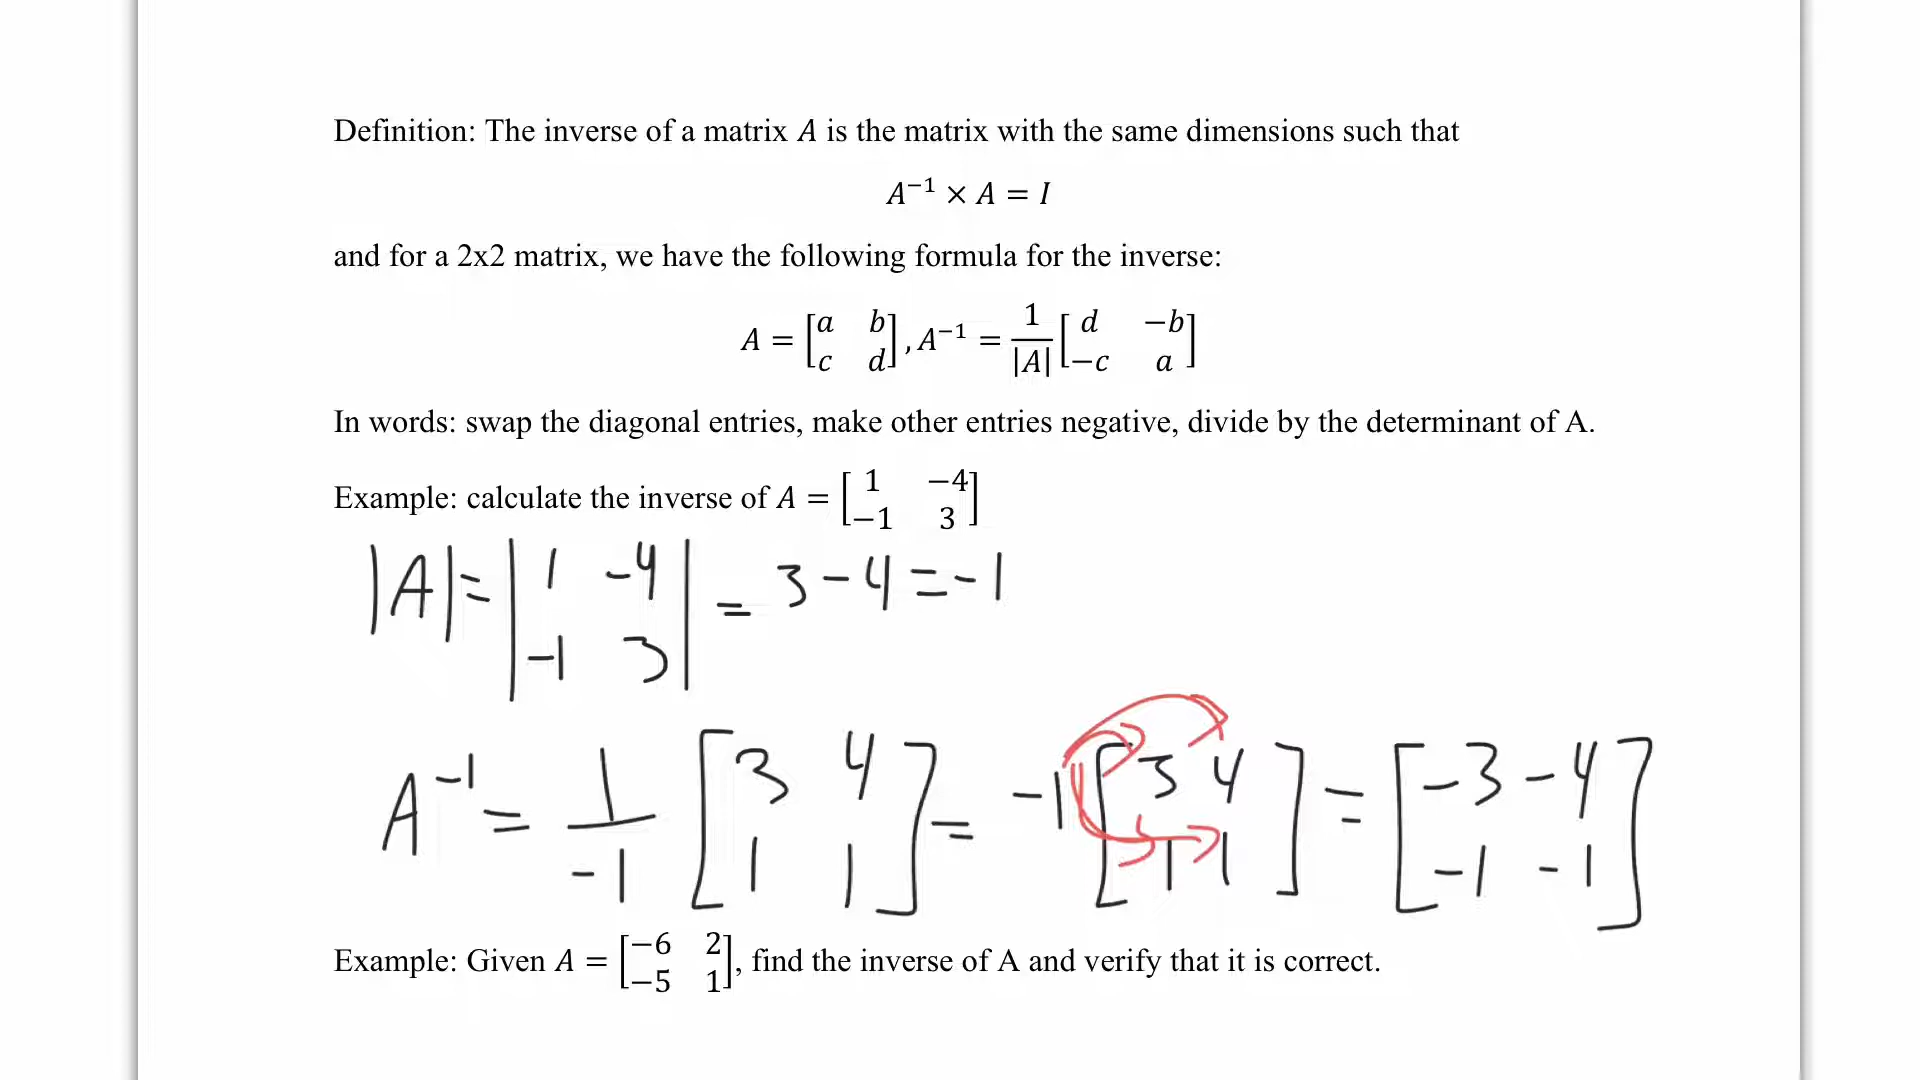 Definition: The inverse of a matrix A is the matrix with the same dimensions such that
A⁻¹ × A = I
and for a 2x2 matrix, we have the following formula for the inverse:
A = [a b; c d], A⁻¹ = 1/|A| [d −b; −c a]
In words: swap the diagonal entries, make other entries negative, divide by the determinant of A.
Example: calculate the inverse of A = [1 −4; −1 3]
|A| = |1 -4; -1 3| = 3 - 4 = -1
A⁻¹ = 1/-1 [3 4; 1 1] = -1 [3 4; 1 1] = [-3 -4; -1 -1]
Example: Given A = [−6 2; −5 1], find the inverse of A and verify that it is correct.